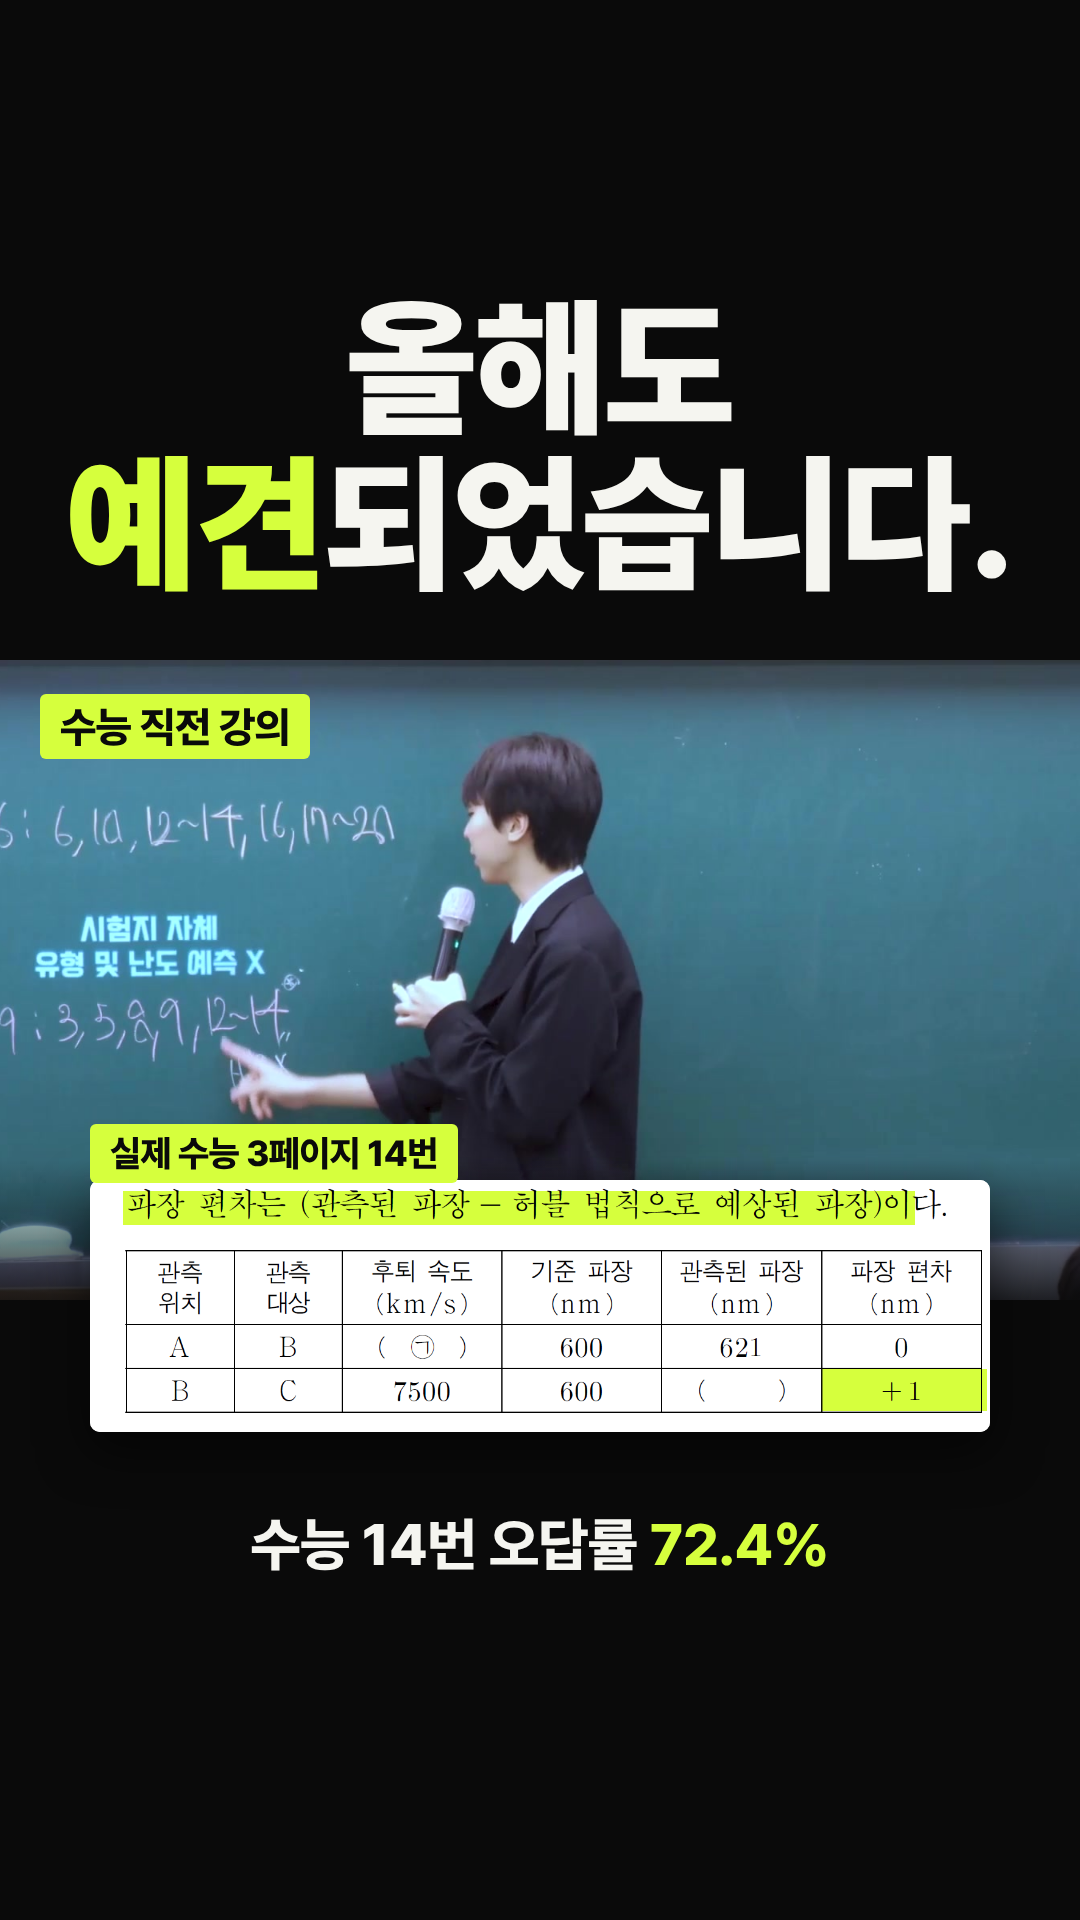 올해도
예견되었습니다.
수능 직전 강의
6 : 6, 10, 12~14, 16, 17~20
시험지 자체
유형 및 난도 예측 X
9 : 3, 5, 8, 9, 12~14
실제 수능 3페이지 14번
파장 편차는 (관측된 파장 – 허블 법칙으로 예상된 파장)이다.
관측 위치 관측 대상 후퇴 속도 (km/s) 기준 파장 (nm) 관측된 파장 (nm) 파장 편차 (nm)
A B ( ㉠ ) 600 621 0
B C 7500 600 ( ) +1
수능 14번 오답률 72.4%